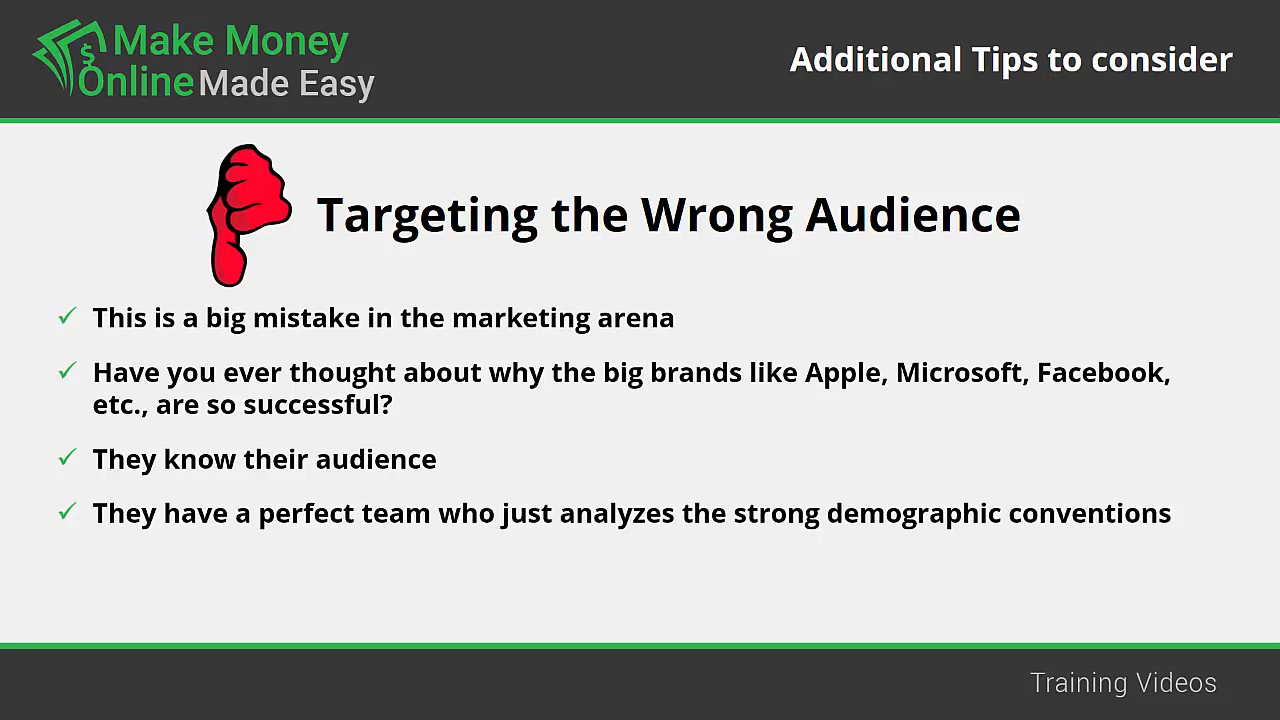 Make Money
Online Made Easy
Additional Tips to consider
Targeting the Wrong Audience
This is a big mistake in the marketing arena
Have you ever thought about why the big brands like Apple, Microsoft, Facebook,
etc., are so successful?
They know their audience
They have a perfect team who just analyzes the strong demographic conventions
Training Videos